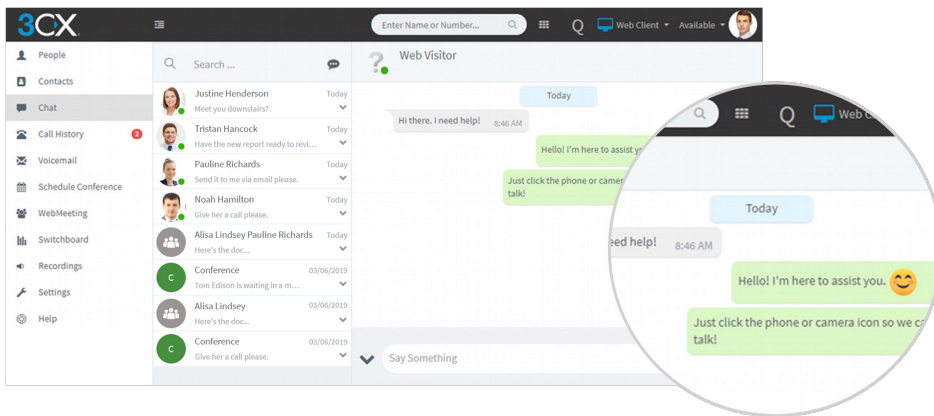 3CX
Enter Name or Number...
Q
Web Client
Available
People
Contacts
Chat
Call History
2
Voicemail
Schedule Conference
WebMeeting
Switchboard
Recordings
Settings
Help
Search ...
Justine Henderson
Today
Meet you downstairs?
Tristan Hancock
Today
Have the new report ready to revi...
Pauline Richards
Today
Send it to me via email please.
Noah Hamilton
Today
Give her a call please.
Alisa Lindsey Pauline Richards
Today
Here's the doc...
C
Conference
03/06/2019
Tom Edison is waiting in a m...
Alisa Lindsey
03/06/2019
Here's the doc...
C
Conference
03/06/2019
Give her a call please.
Web Visitor
Today
Hi there. I need help!
8:46 AM
Hello! I'm here to assist yo
Just click the phone or camer
talk!
Say Something
Q
Web C
Today
eed help!
8:46 AM
Hello! I'm here to assist you. 😊
Just click the phone or camera icon so we ca
talk!